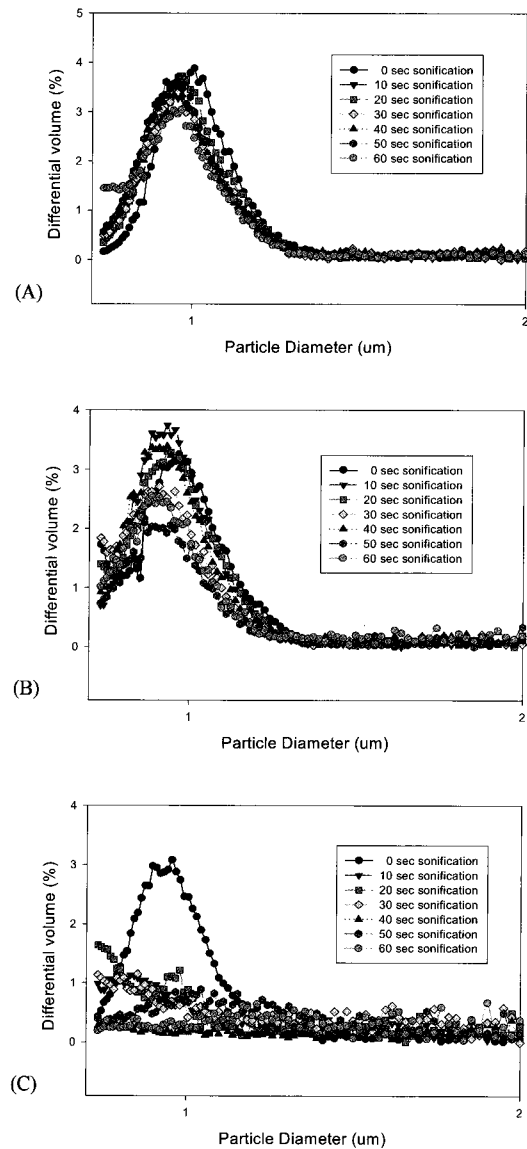 5
4
3
2
1
0
Differential volume (%)
0 sec sonification
10 sec sonification
20 sec sonification
30 sec sonification
40 sec sonification
50 sec sonification
60 sec sonification
(A)
1
2
Particle Diameter (um)
4
3
2
1
0
Differential volume (%)
0 sec sonification
10 sec sonification
20 sec sonification
30 sec sonification
40 sec sonification
50 sec sonification
60 sec sonification
(B)
1
2
Particle Diameter (um)
4
3
2
1
0
Differential volume (%)
0 sec sonification
10 sec sonification
20 sec sonification
30 sec sonification
40 sec sonification
50 sec sonification
60 sec sonification
(C)
1
2
Particle Diameter (um)